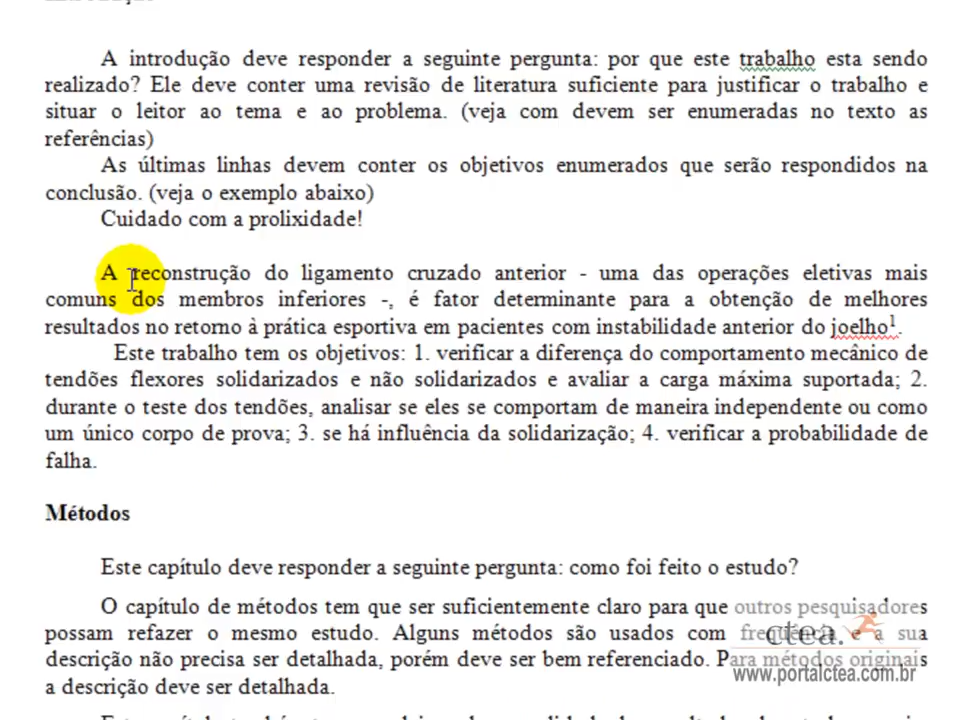 A introdução deve responder a seguinte pergunta: por que este trabalho esta sendo
realizado? Ele deve conter uma revisão de literatura suficiente para justificar o trabalho e
situar o leitor ao tema e ao problema. (veja com devem ser enumeradas no texto as
referências)
As últimas linhas devem conter os objetivos enumerados que serão respondidos na
conclusão. (veja o exemplo abaixo)
Cuidado com a prolixidade!
A reconstrução do ligamento cruzado anterior - uma das operações eletivas mais
comuns dos membros inferiores -, é fator determinante para a obtenção de melhores
resultados no retorno à prática esportiva em pacientes com instabilidade anterior do joelho¹.
Este trabalho tem os objetivos: 1. verificar a diferença do comportamento mecânico de
tendões flexores solidarizados e não solidarizados e avaliar a carga máxima suportada; 2.
durante o teste dos tendões, analisar se eles se comportam de maneira independente ou como
um único corpo de prova; 3. se há influência da solidarização; 4. verificar a probabilidade de
falha.
Métodos
Este capítulo deve responder a seguinte pergunta: como foi feito o estudo?
O capítulo de métodos tem que ser suficientemente claro para que outros pesquisadores
possam refazer o mesmo estudo. Alguns métodos são usados com frequência e a sua
descrição não precisa ser detalhada, porém deve ser bem referenciado. Para métodos originais
a descrição deve ser detalhada.
ctea.
www.portalctea.com.br